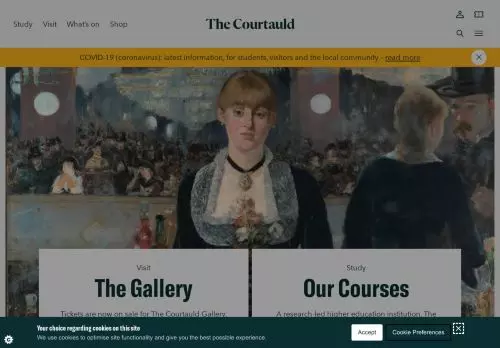 Study Visit What's on Shop
The Courtauld
COVID-19 (coronavirus): latest information, for students, visitors and the local community - read more
Visit
The Gallery
Tickets are now on sale for The Courtauld Gallery.
Study
Our Courses
A research-led higher education institution, The
Your choice regarding cookies on this site
We use cookies to optimise site functionality and give you the best possible experience.
Accept
Cookie Preferences